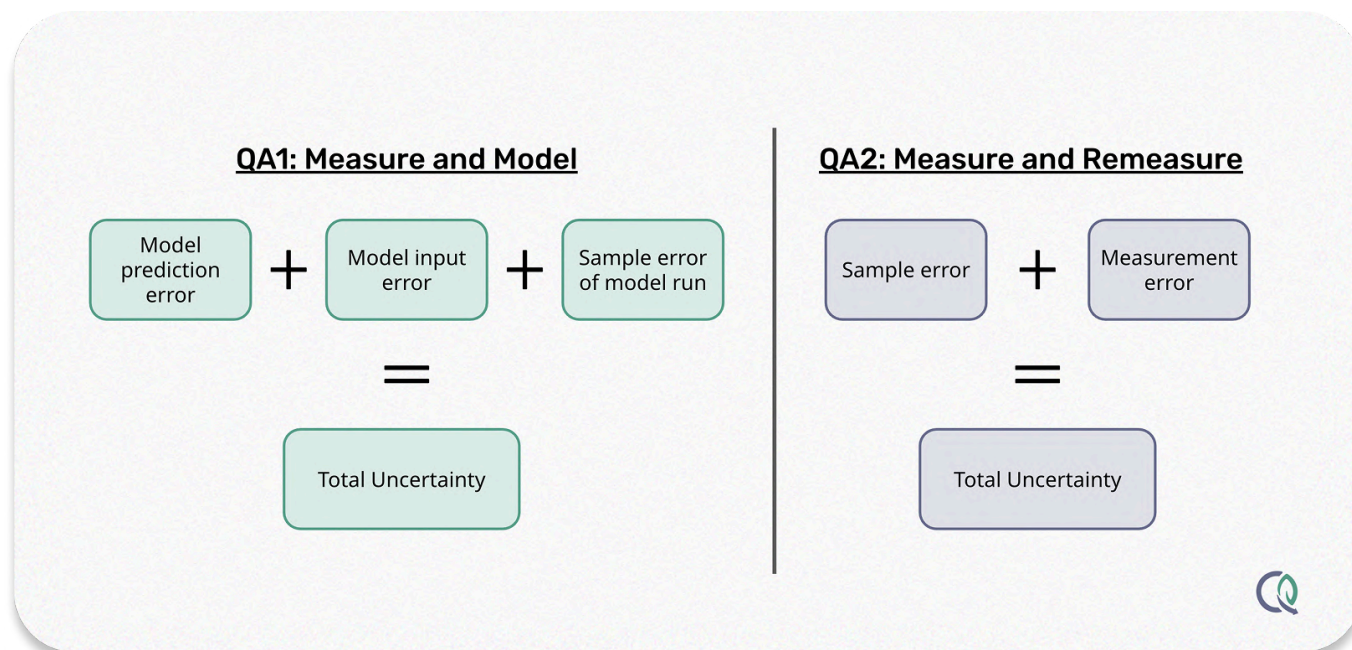 QA1: Measure and Model
Model
prediction
error
+
Model input
error
+
Sample error
of model run
=
Total Uncertainty
QA2: Measure and Remeasure
Sample error
+
Measurement
error
=
Total Uncertainty